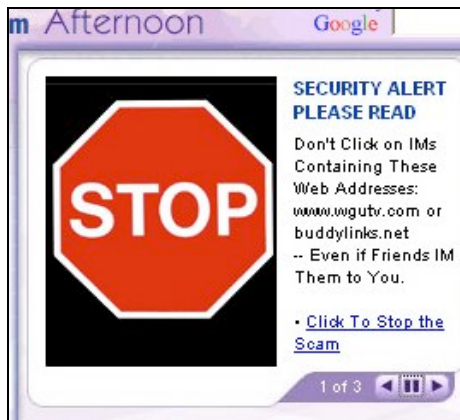 m Afternoon
Google
STOP
SECURITY ALERT
PLEASE READ
Don't Click on IMs
Containing These
Web Addresses:
www.wgutv.com or
buddylinks.net
-- Even if Friends IM
Them to You.
• Click To Stop the
Scam
1 of 3